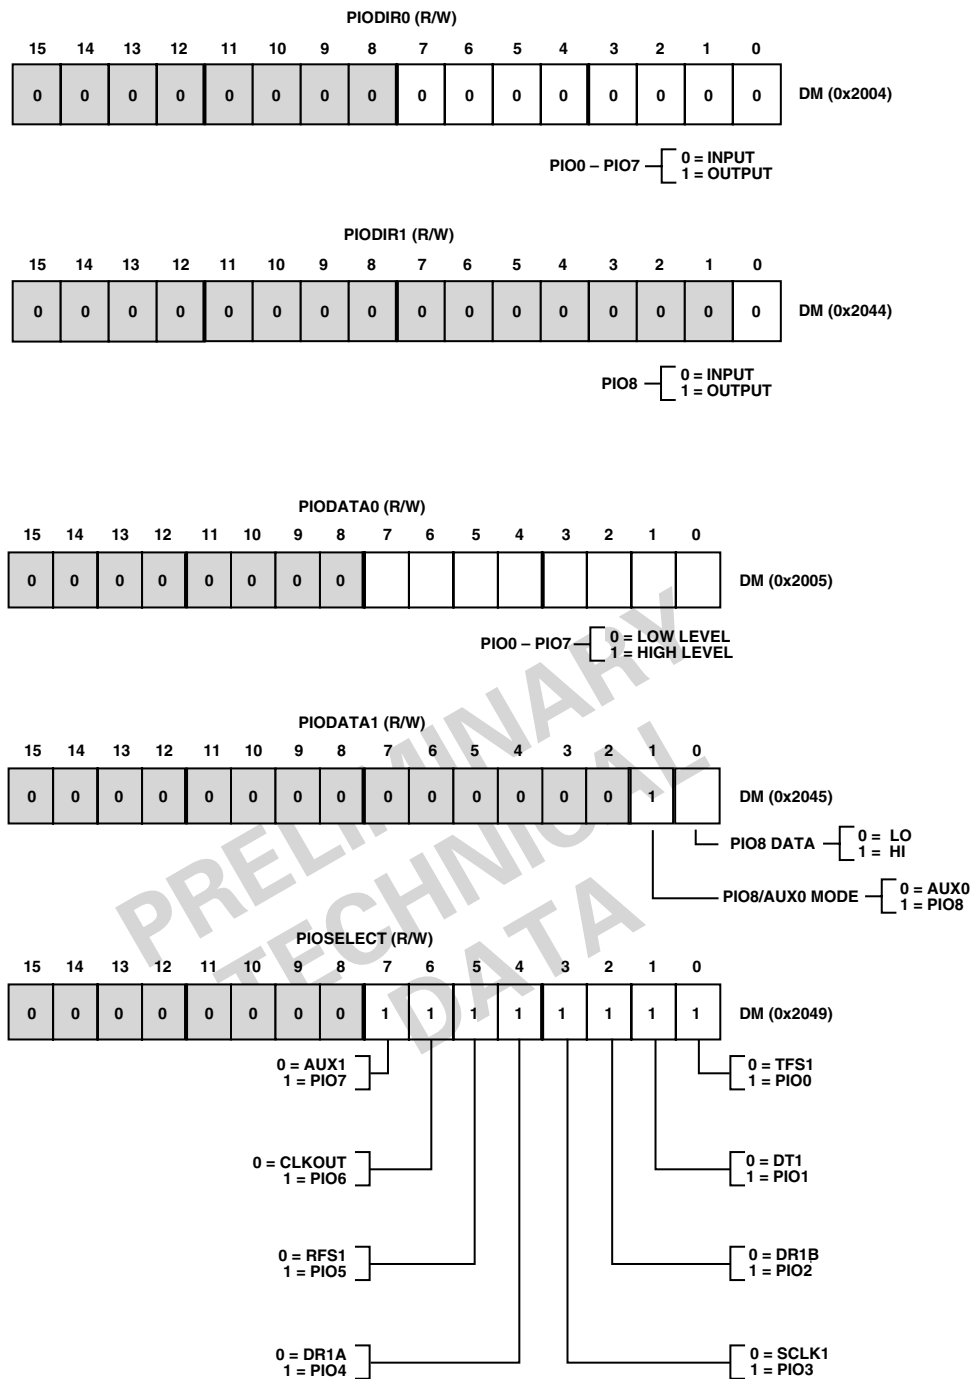 PIODIR0 (R/W)
15 14 13 12 11 10 9 8 7 6 5 4 3 2 1 0
0 0 0 0 0 0 0 0 0 0 0 0 0 0 0 0 DM (0x2004)
PIO0 – PIO7 0 = INPUT
1 = OUTPUT
PIODIR1 (R/W)
15 14 13 12 11 10 9 8 7 6 5 4 3 2 1 0
0 0 0 0 0 0 0 0 0 0 0 0 0 0 0 0 DM (0x2044)
PIO8 0 = INPUT
1 = OUTPUT
PIODATA0 (R/W)
15 14 13 12 11 10 9 8 7 6 5 4 3 2 1 0
0 0 0 0 0 0 0 0 DM (0x2005)
PIO0 – PIO7 0 = LOW LEVEL
1 = HIGH LEVEL
PIODATA1 (R/W)
15 14 13 12 11 10 9 8 7 6 5 4 3 2 1 0
0 0 0 0 0 0 0 0 0 0 0 0 0 0 1 DM (0x2045)
PIO8 DATA 0 = LO
1 = HI
PIO8/AUX0 MODE 0 = AUX0
1 = PIO8
PRELIMINARY
TECHNICAL
DATA
PIOSELECT (R/W)
15 14 13 12 11 10 9 8 7 6 5 4 3 2 1 0
0 0 0 0 0 0 0 0 1 1 1 1 1 1 1 1 DM (0x2049)
0 = AUX1
1 = PIO7
0 = TFS1
1 = PIO0
0 = CLKOUT
1 = PIO6
0 = DT1
1 = PIO1
0 = RFS1
1 = PIO5
0 = DR1B
1 = PIO2
0 = DR1A
1 = PIO4
0 = SCLK1
1 = PIO3